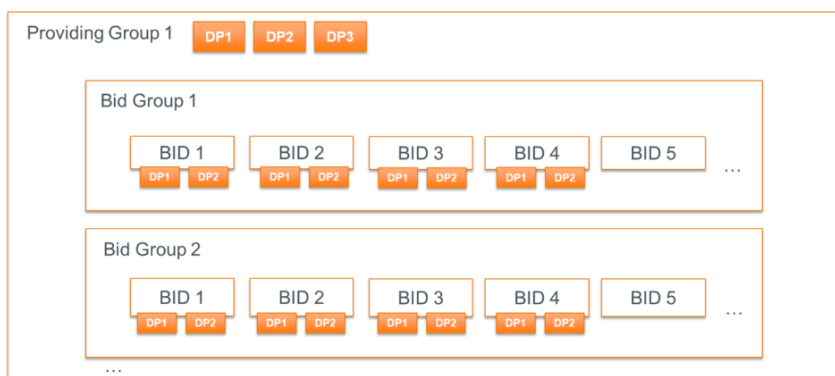 Providing Group 1 DP1 DP2 DP3
Bid Group 1
BID 1 BID 2 BID 3 BID 4 BID 5
DP1 DP2 DP1 DP2 DP1 DP2 DP1 DP2 ...
Bid Group 2
BID 1 BID 2 BID 3 BID 4 BID 5
DP1 DP2 DP1 DP2 DP1 DP2 DP1 DP2 ...
...